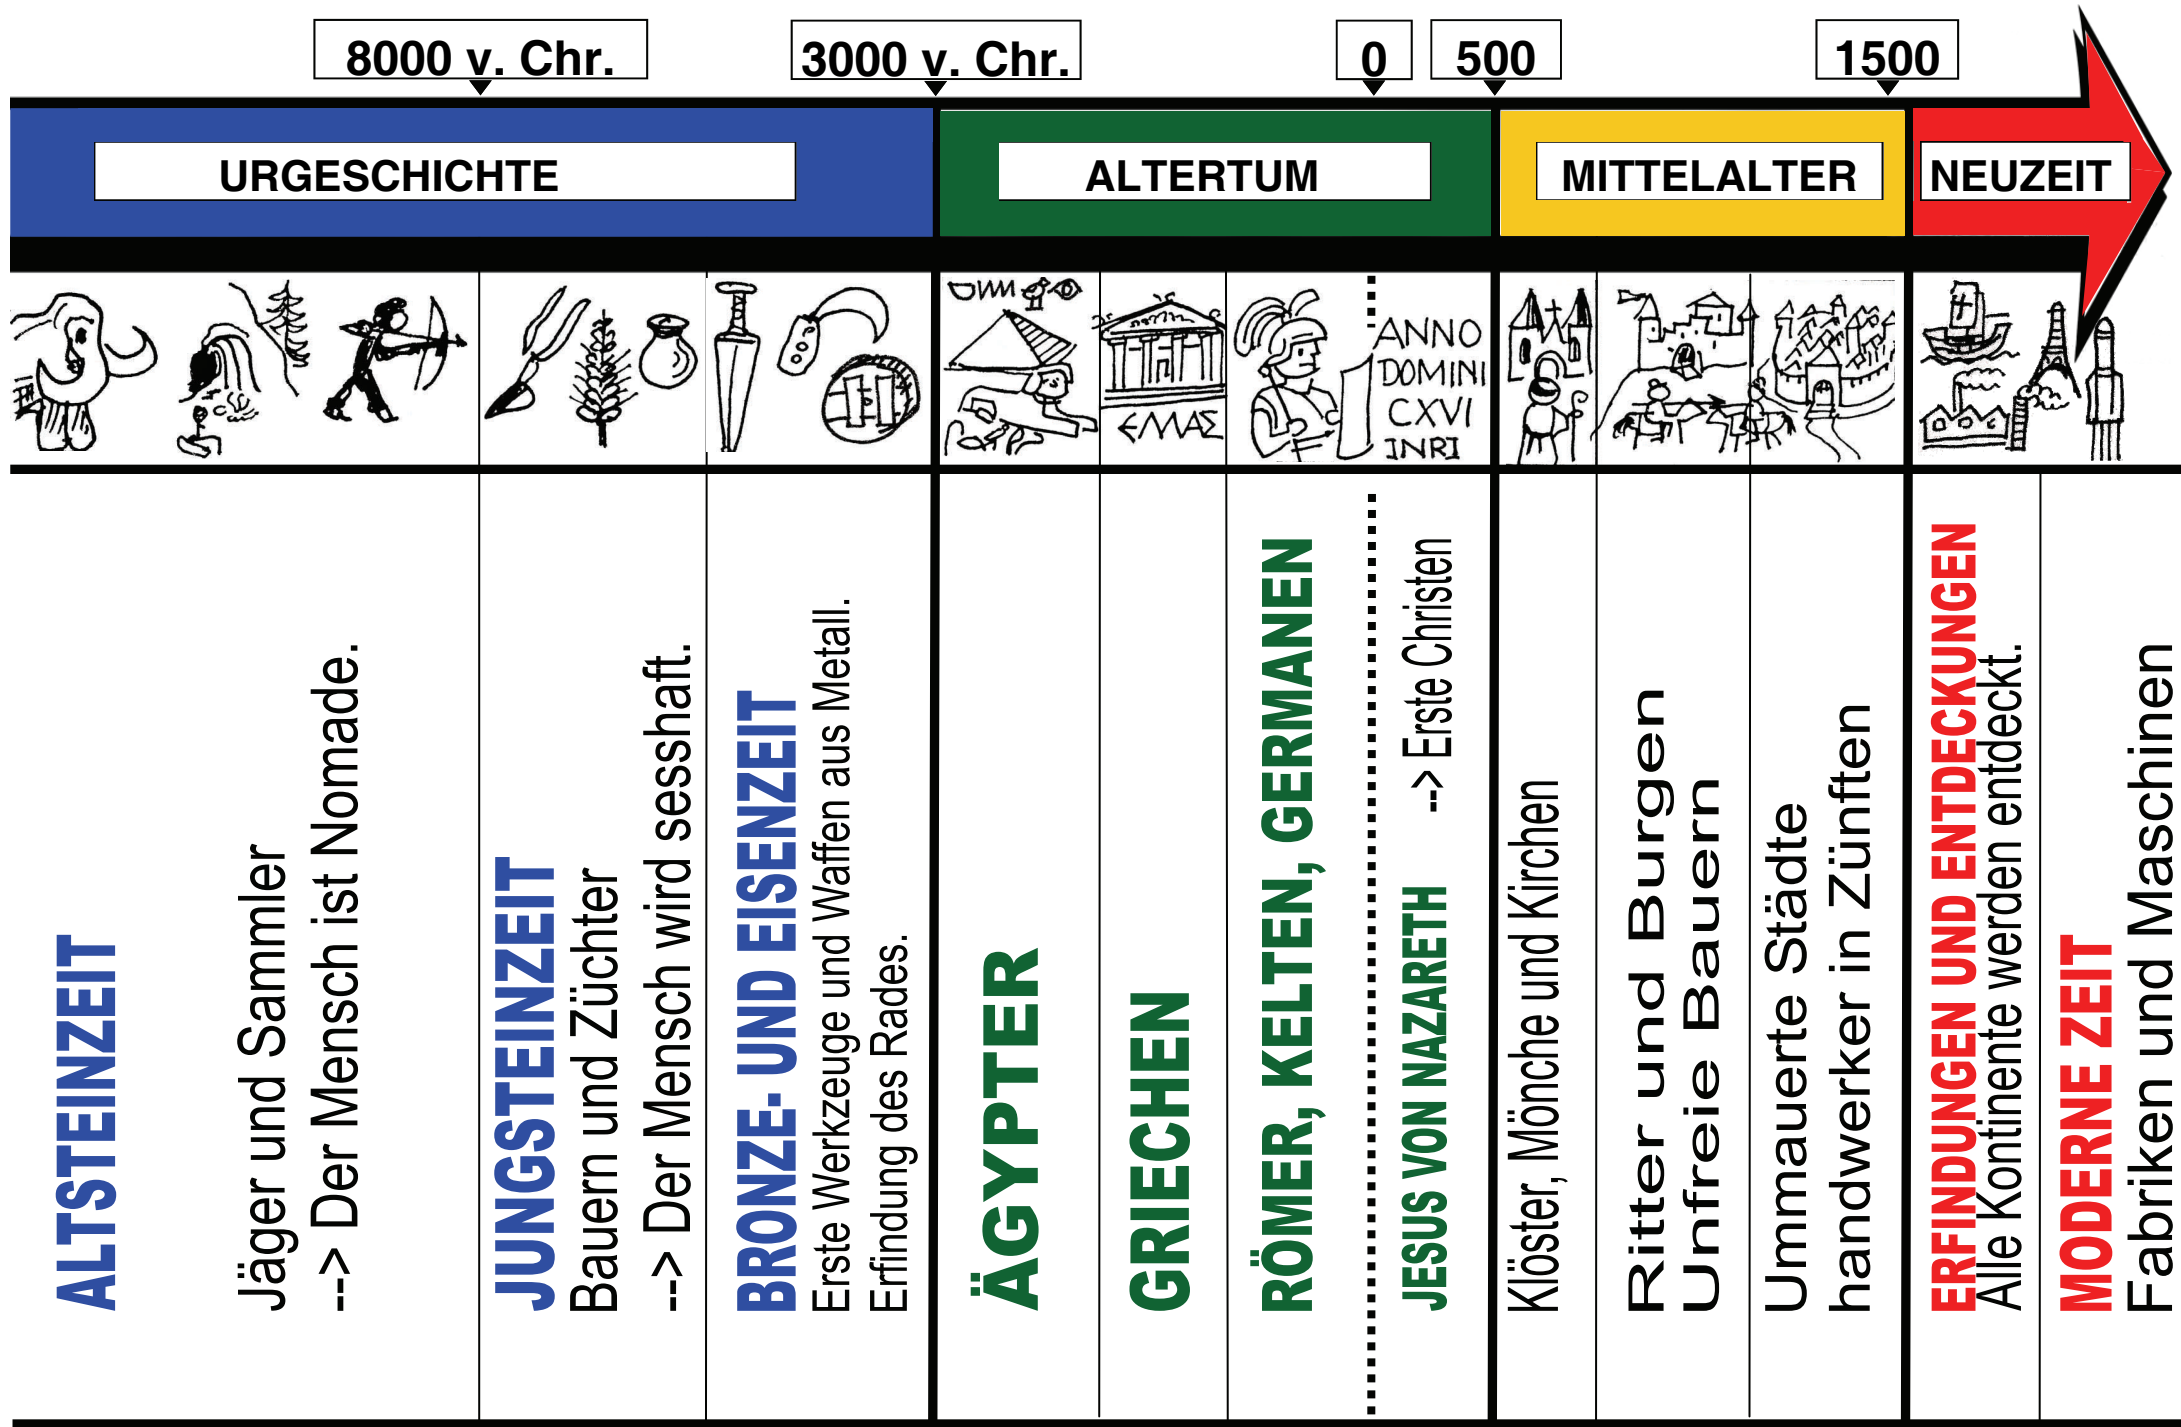 8000 v. Chr.
3000 v. Chr.
0
500
1500
URGESCHICHTE
ALTERTUM
MITTELALTER
NEUZEIT
ΕΛΛΑΣ
ANNO
DOMINI
CXVI
INRI
ALTSTEINZEIT
Jäger und Sammler
--> Der Mensch ist Nomade.
JUNGSTEINZEIT
Bauern und Züchter
--> Der Mensch wird sesshaft.
BRONZE- UND EISENZEIT
Erste Werkzeuge und Waffen aus Metall.
Erfindung des Rades.
ÄGYPTER
GRIECHEN
RÖMER, KELTEN, GERMANEN
JESUS VON NAZARETH --> Erste Christen
Klöster, Mönche und Kirchen
Ritter und Burgen
Unfreie Bauern
Ummauerte Städte
handwerker in Zünften
ERFINDUNGEN UND ENTDECKUNGEN
Alle Kontinente werden entdeckt.
MODERNE ZEIT
Fabriken und Maschinen